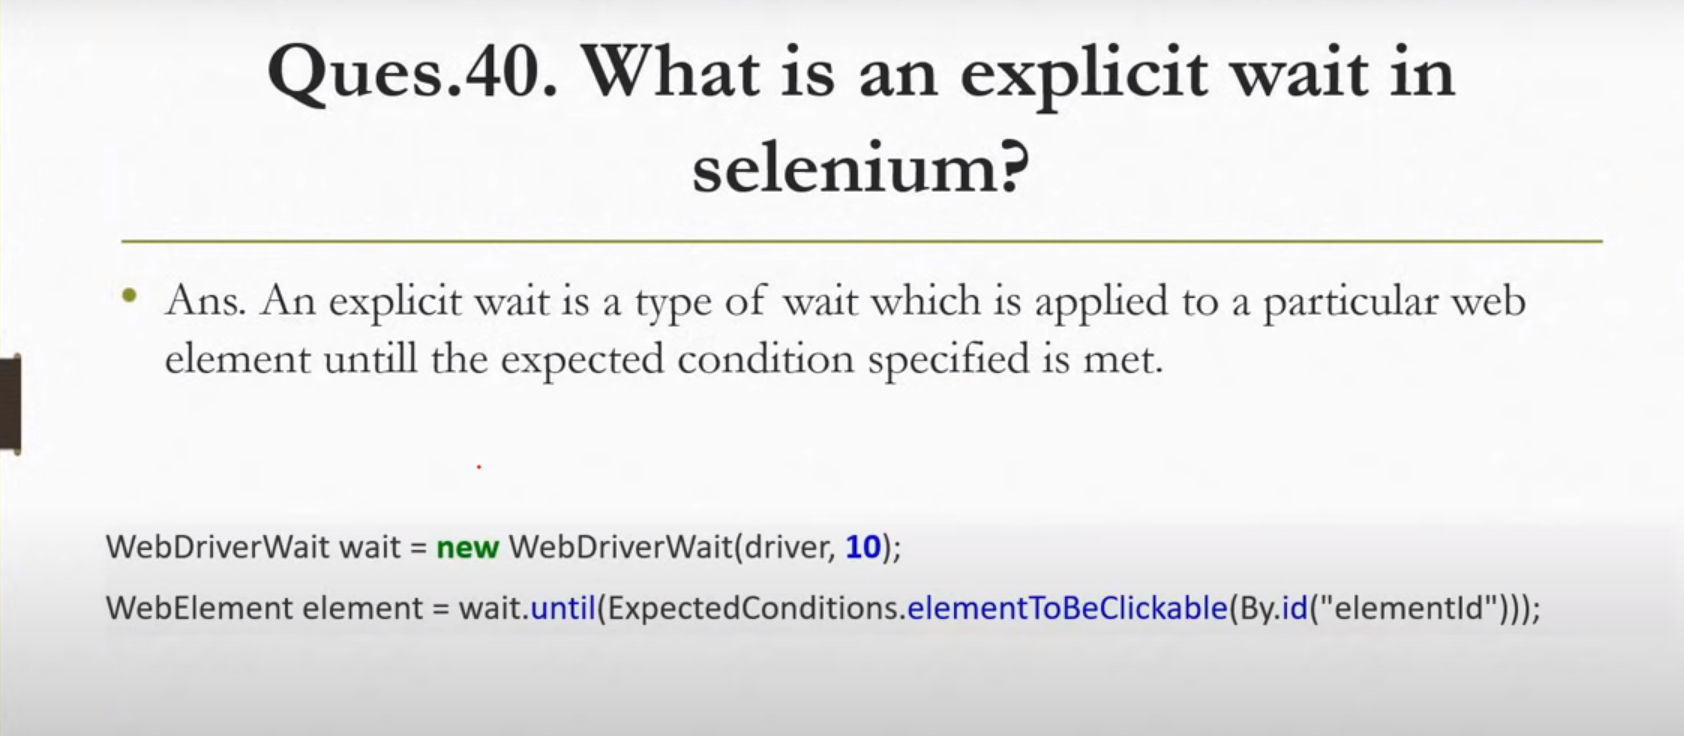 Ques.40. What is an explicit wait in
selenium?
• Ans. An explicit wait is a type of wait which is applied to a particular web
element untill the expected condition specified is met.
WebDriverWait wait = new WebDriverWait(driver, 10);
WebElement element = wait.until(ExpectedConditions.elementToBeClickable(By.id("elementId")));